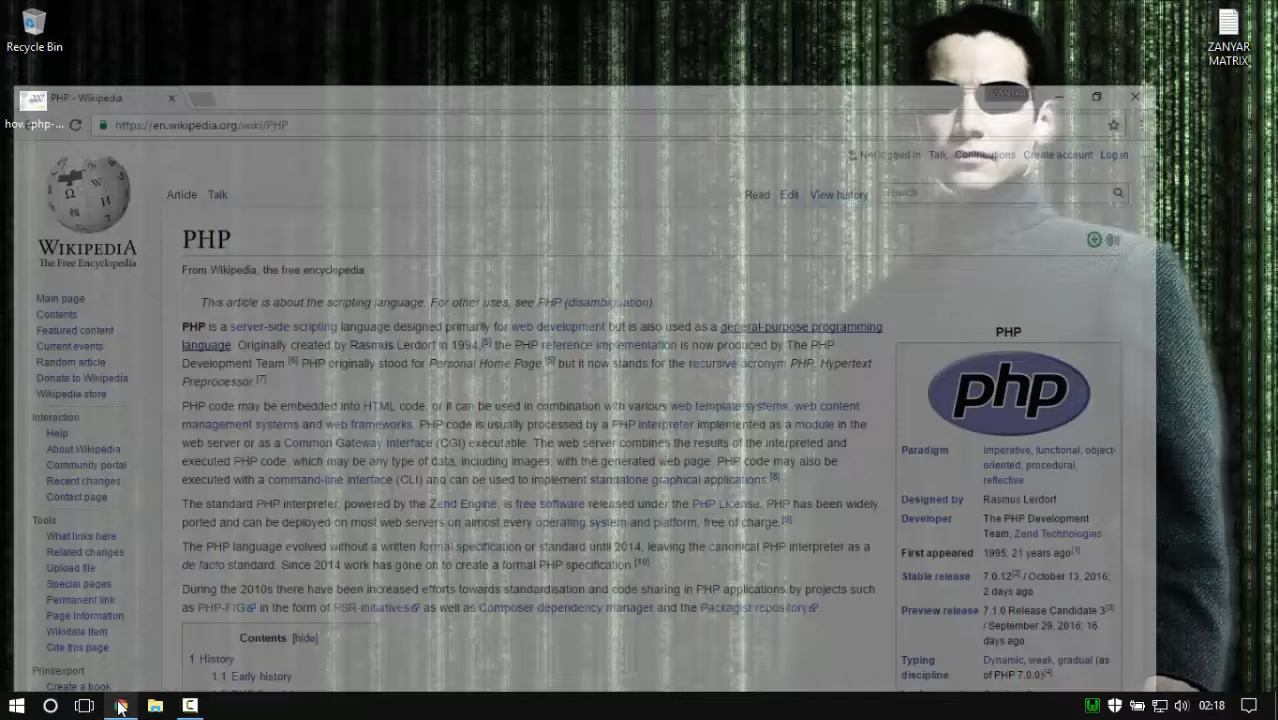 Recycle Bin
ZANYAR
MATRIX
PHP - Wikipedia
ZANYAR
how-php-...
https://en.wikipedia.org/wiki/PHP
Not logged in Talk Contributions Create account Log in
Article Talk
Read Edit View history Search
WIKIPEDIA
The Free Encyclopedia
PHP
From Wikipedia, the free encyclopedia
This article is about the scripting language. For other uses, see PHP (disambiguation).
PHP is a server-side scripting language designed primarily for web development but is also used as a general-purpose programming
language. Originally created by Rasmus Lerdorf in 1994,[5] the PHP reference implementation is now produced by The PHP
Development Team.[6] PHP originally stood for Personal Home Page,[5] but it now stands for the recursive acronym PHP: Hypertext
Preprocessor.[7]
PHP code may be embedded into HTML code, or it can be used in combination with various web template systems, web content
management systems and web frameworks. PHP code is usually processed by a PHP interpreter implemented as a module in the
web server or as a Common Gateway Interface (CGI) executable. The web server combines the results of the interpreted and
executed PHP code, which may be any type of data, including images, with the generated web page. PHP code may also be
executed with a command-line interface (CLI) and can be used to implement standalone graphical applications.[8]
The standard PHP interpreter, powered by the Zend Engine, is free software released under the PHP License. PHP has been widely
ported and can be deployed on most web servers on almost every operating system and platform, free of charge.[9]
The PHP language evolved without a written formal specification or standard until 2014, leaving the canonical PHP interpreter as a
de facto standard. Since 2014 work has gone on to create a formal PHP specification.[10]
During the 2010s there have been increased efforts towards standardisation and code sharing in PHP applications by projects such
as PHP-FIG in the form of PSR-initiatives as well as Composer dependency manager and the Packagist repository.
Contents [hide]
1 History
1.1 Early history
Main page
Contents
Featured content
Current events
Random article
Donate to Wikipedia
Wikipedia store
Interaction
Help
About Wikipedia
Community portal
Recent changes
Contact page
Tools
What links here
Related changes
Upload file
Special pages
Permanent link
Page information
Wikidata item
Cite this page
Print/export
Create a book
PHP
php
Paradigm Imperative, functional, object-
oriented, procedural,
reflective
Designed by Rasmus Lerdorf
Developer The PHP Development
Team, Zend Technologies
First appeared 1995; 21 years ago[1]
Stable release 7.0.12[2] / October 13, 2016;
2 days ago
Preview release 7.1.0 Release Candidate 3[3]
/ September 29, 2016; 16
days ago
Typing Dynamic, weak, gradual (as
discipline of PHP 7.0.0)[4]
02:18